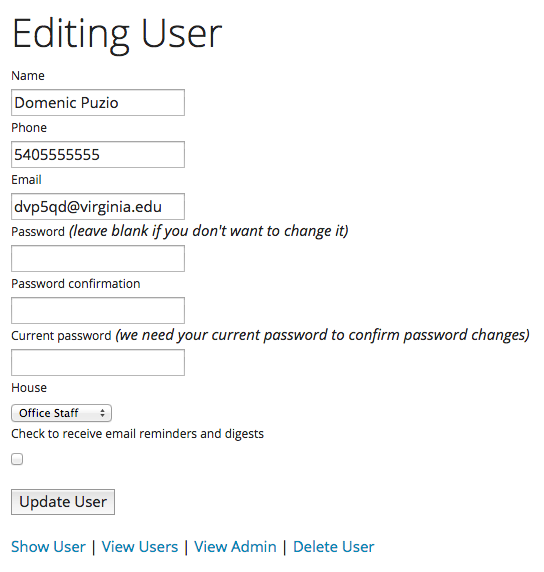 Editing User
Name
Domenic Puzio
Phone
5405555555
Email
dvp5qd@virginia.edu
Password (leave blank if you don't want to change it)
Password confirmation
Current password (we need your current password to confirm password changes)
House
Office Staff
Check to receive email reminders and digests
Update User
Show User | View Users | View Admin | Delete User